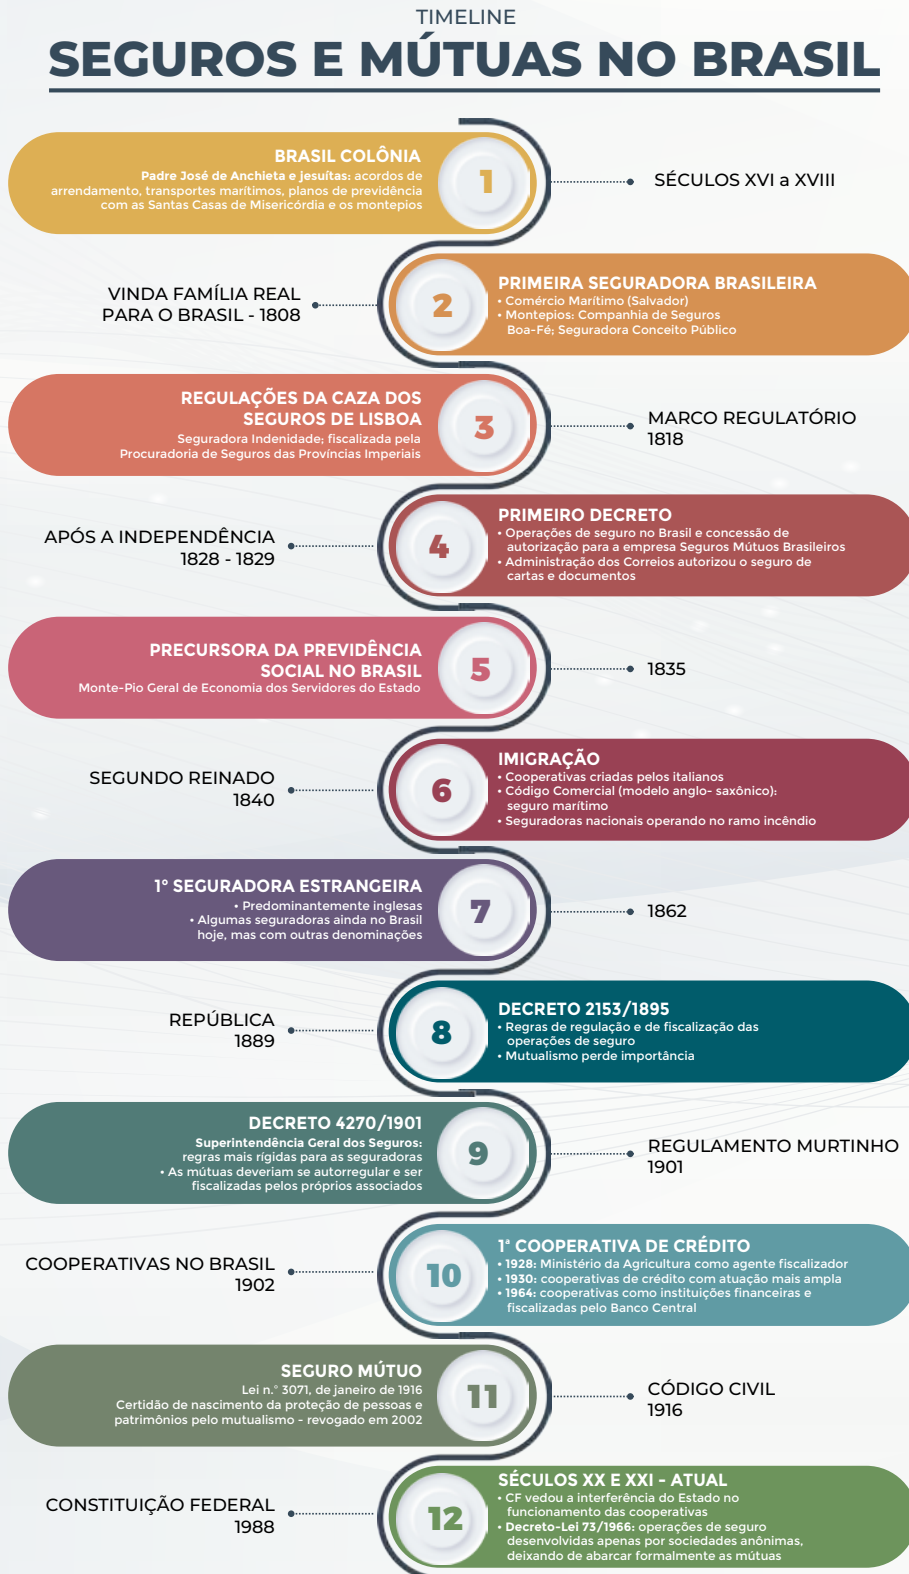 TIMELINE
SEGUROS E MÚTUAS NO BRASIL
BRASIL COLÔNIA
Padre José de Anchieta e jesuítas: acordos de
arrendamento, transportes marítimos, planos de previdência
com as Santas Casas de Misericórdia e os montepios
1
SÉCULOS XVI a XVIII
VINDA FAMÍLIA REAL
PARA O BRASIL - 1808
2
PRIMEIRA SEGURADORA BRASILEIRA
• Comércio Marítimo (Salvador)
• Montepios: Companhia de Seguros
Boa-Fé; Seguradora Conceito Público
REGULAÇÕES DA CAZA DOS
SEGUROS DE LISBOA
Seguradora Indenidade; fiscalizada pela
Procuradoria de Seguros das Províncias Imperiais
3
MARCO REGULATÓRIO
1818
APÓS A INDEPENDÊNCIA
1828 - 1829
4
PRIMEIRO DECRETO
• Operações de seguro no Brasil e concessão de
autorização para a empresa Seguros Mútuos Brasileiros
• Administração dos Correios autorizou o seguro de
cartas e documentos
PRECURSORA DA PREVIDÊNCIA
SOCIAL NO BRASIL
Monte-Pio Geral de Economia dos Servidores do Estado
5
1835
SEGUNDO REINADO
1840
6
IMIGRAÇÃO
• Cooperativas criadas pelos italianos
• Código Comercial (modelo anglo- saxônico):
seguro marítimo
• Seguradoras nacionais operando no ramo incêndio
1º SEGURADORA ESTRANGEIRA
• Predominantemente inglesas
• Algumas seguradoras ainda no Brasil
hoje, mas com outras denominações
7
1862
REPÚBLICA
1889
8
DECRETO 2153/1895
• Regras de regulação e de fiscalização das
operações de seguro
• Mutualismo perde importância
DECRETO 4270/1901
Superintendência Geral dos Seguros:
regras mais rígidas para as seguradoras
• As mútuas deveriam se autorregular e ser
fiscalizadas pelos próprios associados
9
REGULAMENTO MURTINHO
1901
COOPERATIVAS NO BRASIL
1902
10
1ª COOPERATIVA DE CRÉDITO
• 1928: Ministério da Agricultura como agente fiscalizador
• 1930: cooperativas de crédito com atuação mais ampla
• 1964: cooperativas como instituições financeiras e
fiscalizadas pelo Banco Central
SEGURO MÚTUO
Lei n.° 3071, de janeiro de 1916
Certidão de nascimento da proteção de pessoas e
patrimônios pelo mutualismo - revogado em 2002
11
CÓDIGO CIVIL
1916
CONSTITUIÇÃO FEDERAL
1988
12
SÉCULOS XX E XXI - ATUAL
• CF vedou a interferência do Estado no
funcionamento das cooperativas
• Decreto-Lei 73/1966: operações de seguro
desenvolvidas apenas por sociedades anônimas,
deixando de abarcar formalmente as mútuas